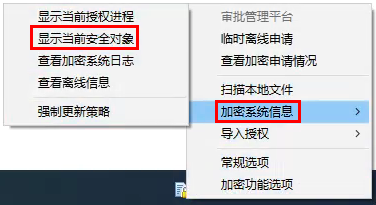 显示当前授权进程
显示当前安全对象
查看加密系统日志
查看离线信息
强制更新策略
审批管理平台
临时离线申请
查看加密申请情况
扫描本地文件
加密系统信息
导入授权
常规选项
加密功能选项